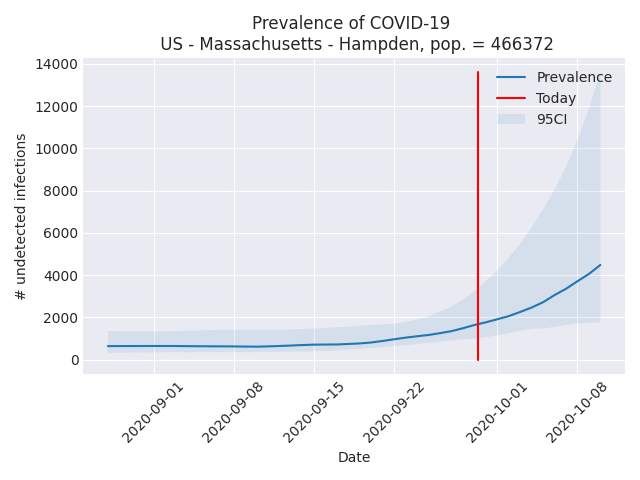 Prevalence of COVID-19
US - Massachusetts - Hampden, pop. = 466372
14000
12000
10000
8000
6000
4000
2000
0
# undetected infections
Prevalence
Today
95CI
2020-09-01
2020-09-08
2020-09-15
2020-09-22
2020-10-01
2020-10-08
Date